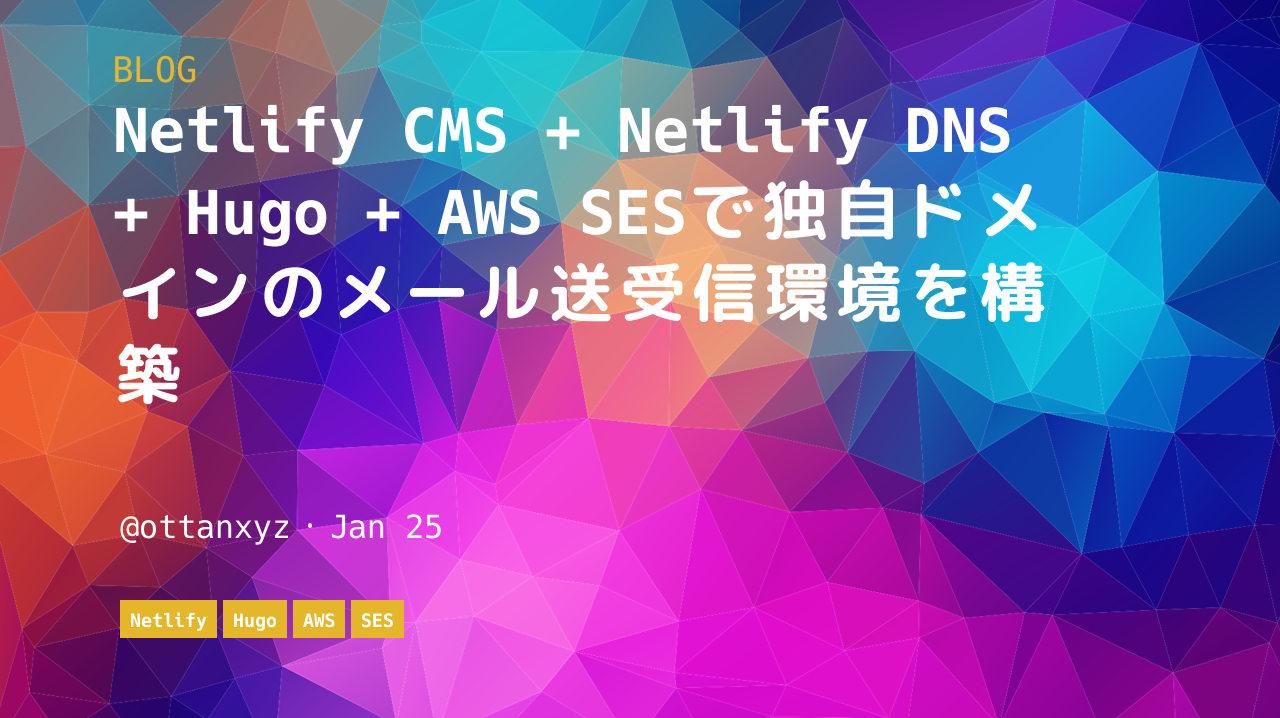 BLOG
Netlify CMS + Netlify DNS
+ Hugo + AWS SESで独自ドメ
インのメール送受信環境を構
築
@ottanxyz・Jan 25
Netlify Hugo AWS SES